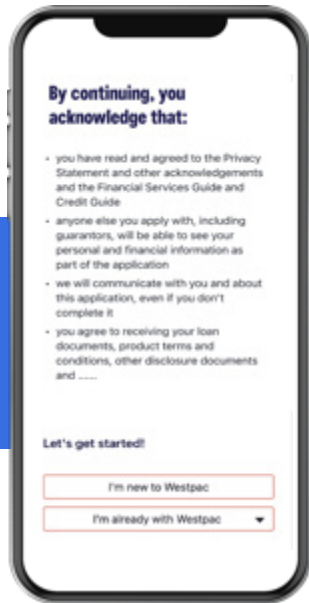 By continuing, you
acknowledge that:
• you have read and agreed to the Privacy
Statement and other acknowledgements
and the Financial Services Guide and
Credit Guide
• anyone else you apply with, including
guarantors, will be able to see your
personal and financial information as
part of the application
• we will communicate with you and about
this application, even if you don't
complete it
• you agree to receiving your loan
documents, product terms and
conditions, other disclosure documents
and ......
Let's get started!
I'm new to Westpac
I'm already with Westpac